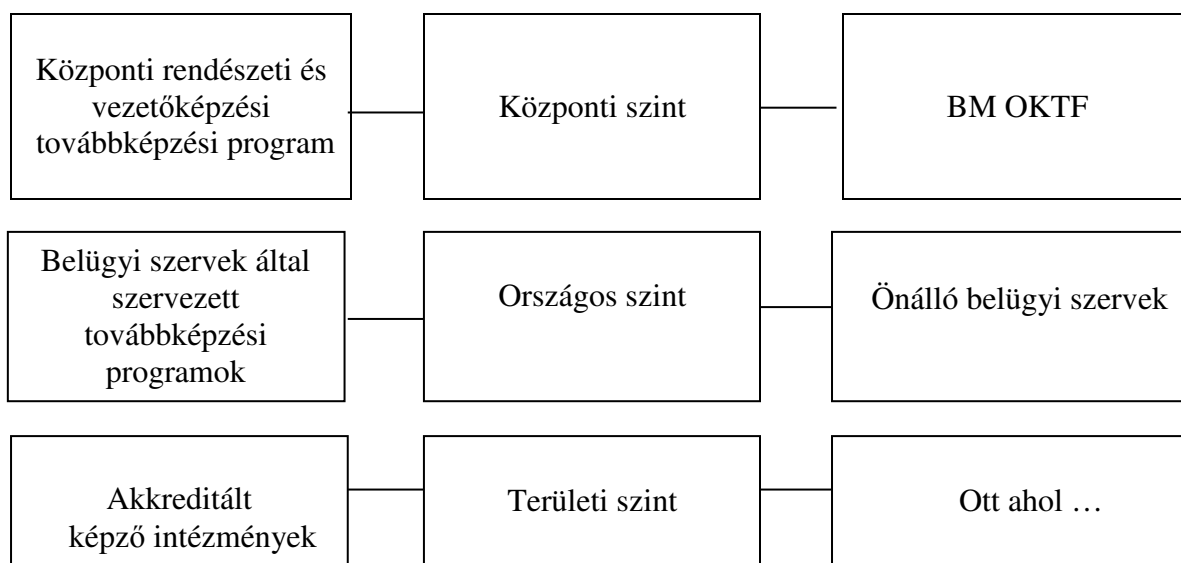 Központi rendészeti és
vezetőképzési
továbbképzési program
Központi szint
BM OKTF
Belügyi szervek által
szervezett
továbbképzési
programok
Országos szint
Önálló belügyi szervek
Akkreditált
képző intézmények
Területi szint
Ott ahol …